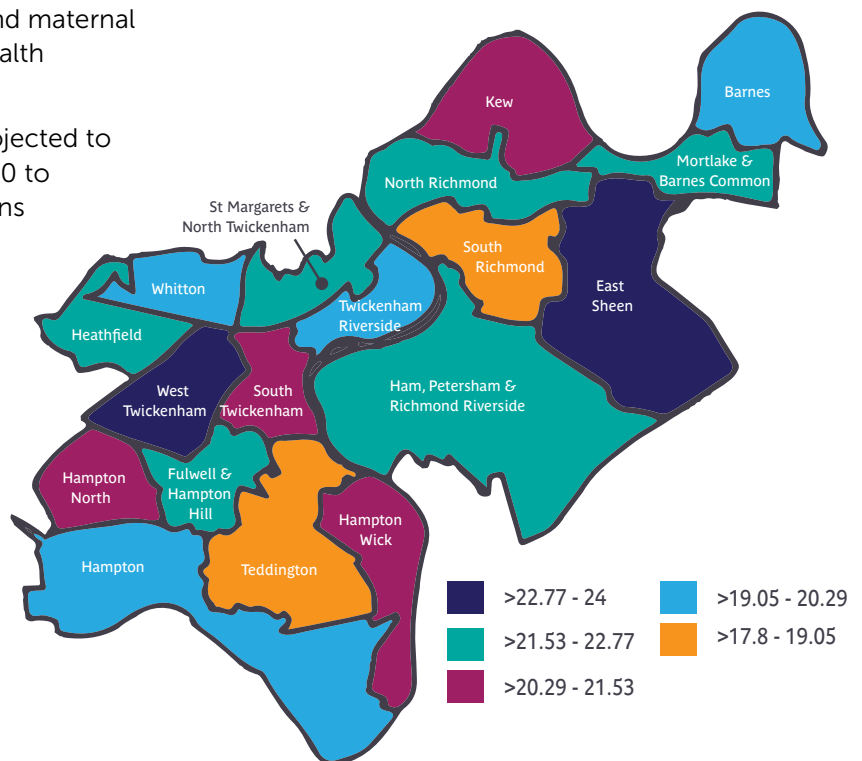 nd maternal
alth
ojected to
0 to
ns
Kew
Barnes
Mortlake &
Barnes Common
North Richmond
St Margarets &
North Twickenham
South
Richmond
East
Sheen
Whitton
Twickenham
Riverside
Heathfield
West
Twickenham
South
Twickenham
Ham, Petersham &
Richmond Riverside
Hampton
North
Fulwell &
Hampton
Hill
Hampton
Wick
Hampton
Teddington
>22.77 - 24
>19.05 - 20.29
>21.53 - 22.77
>17.8 - 19.05
>20.29 - 21.53